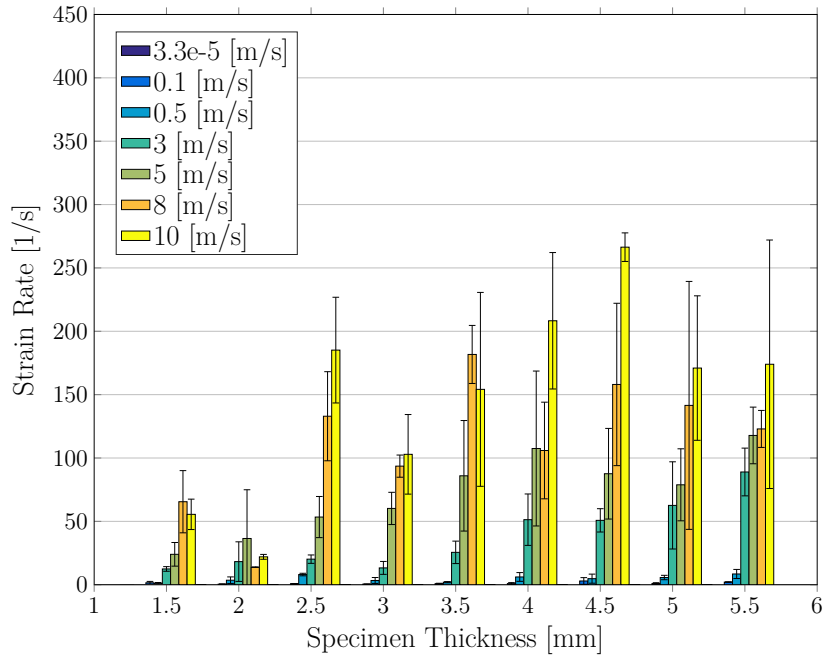 450
400
350
300
250
200
150
100
50
0
Strain Rate [1/s]
3.3e-5 [m/s]
0.1 [m/s]
0.5 [m/s]
3 [m/s]
5 [m/s]
8 [m/s]
10 [m/s]
1 1.5 2 2.5 3 3.5 4 4.5 5 5.5 6
Specimen Thickness [mm]